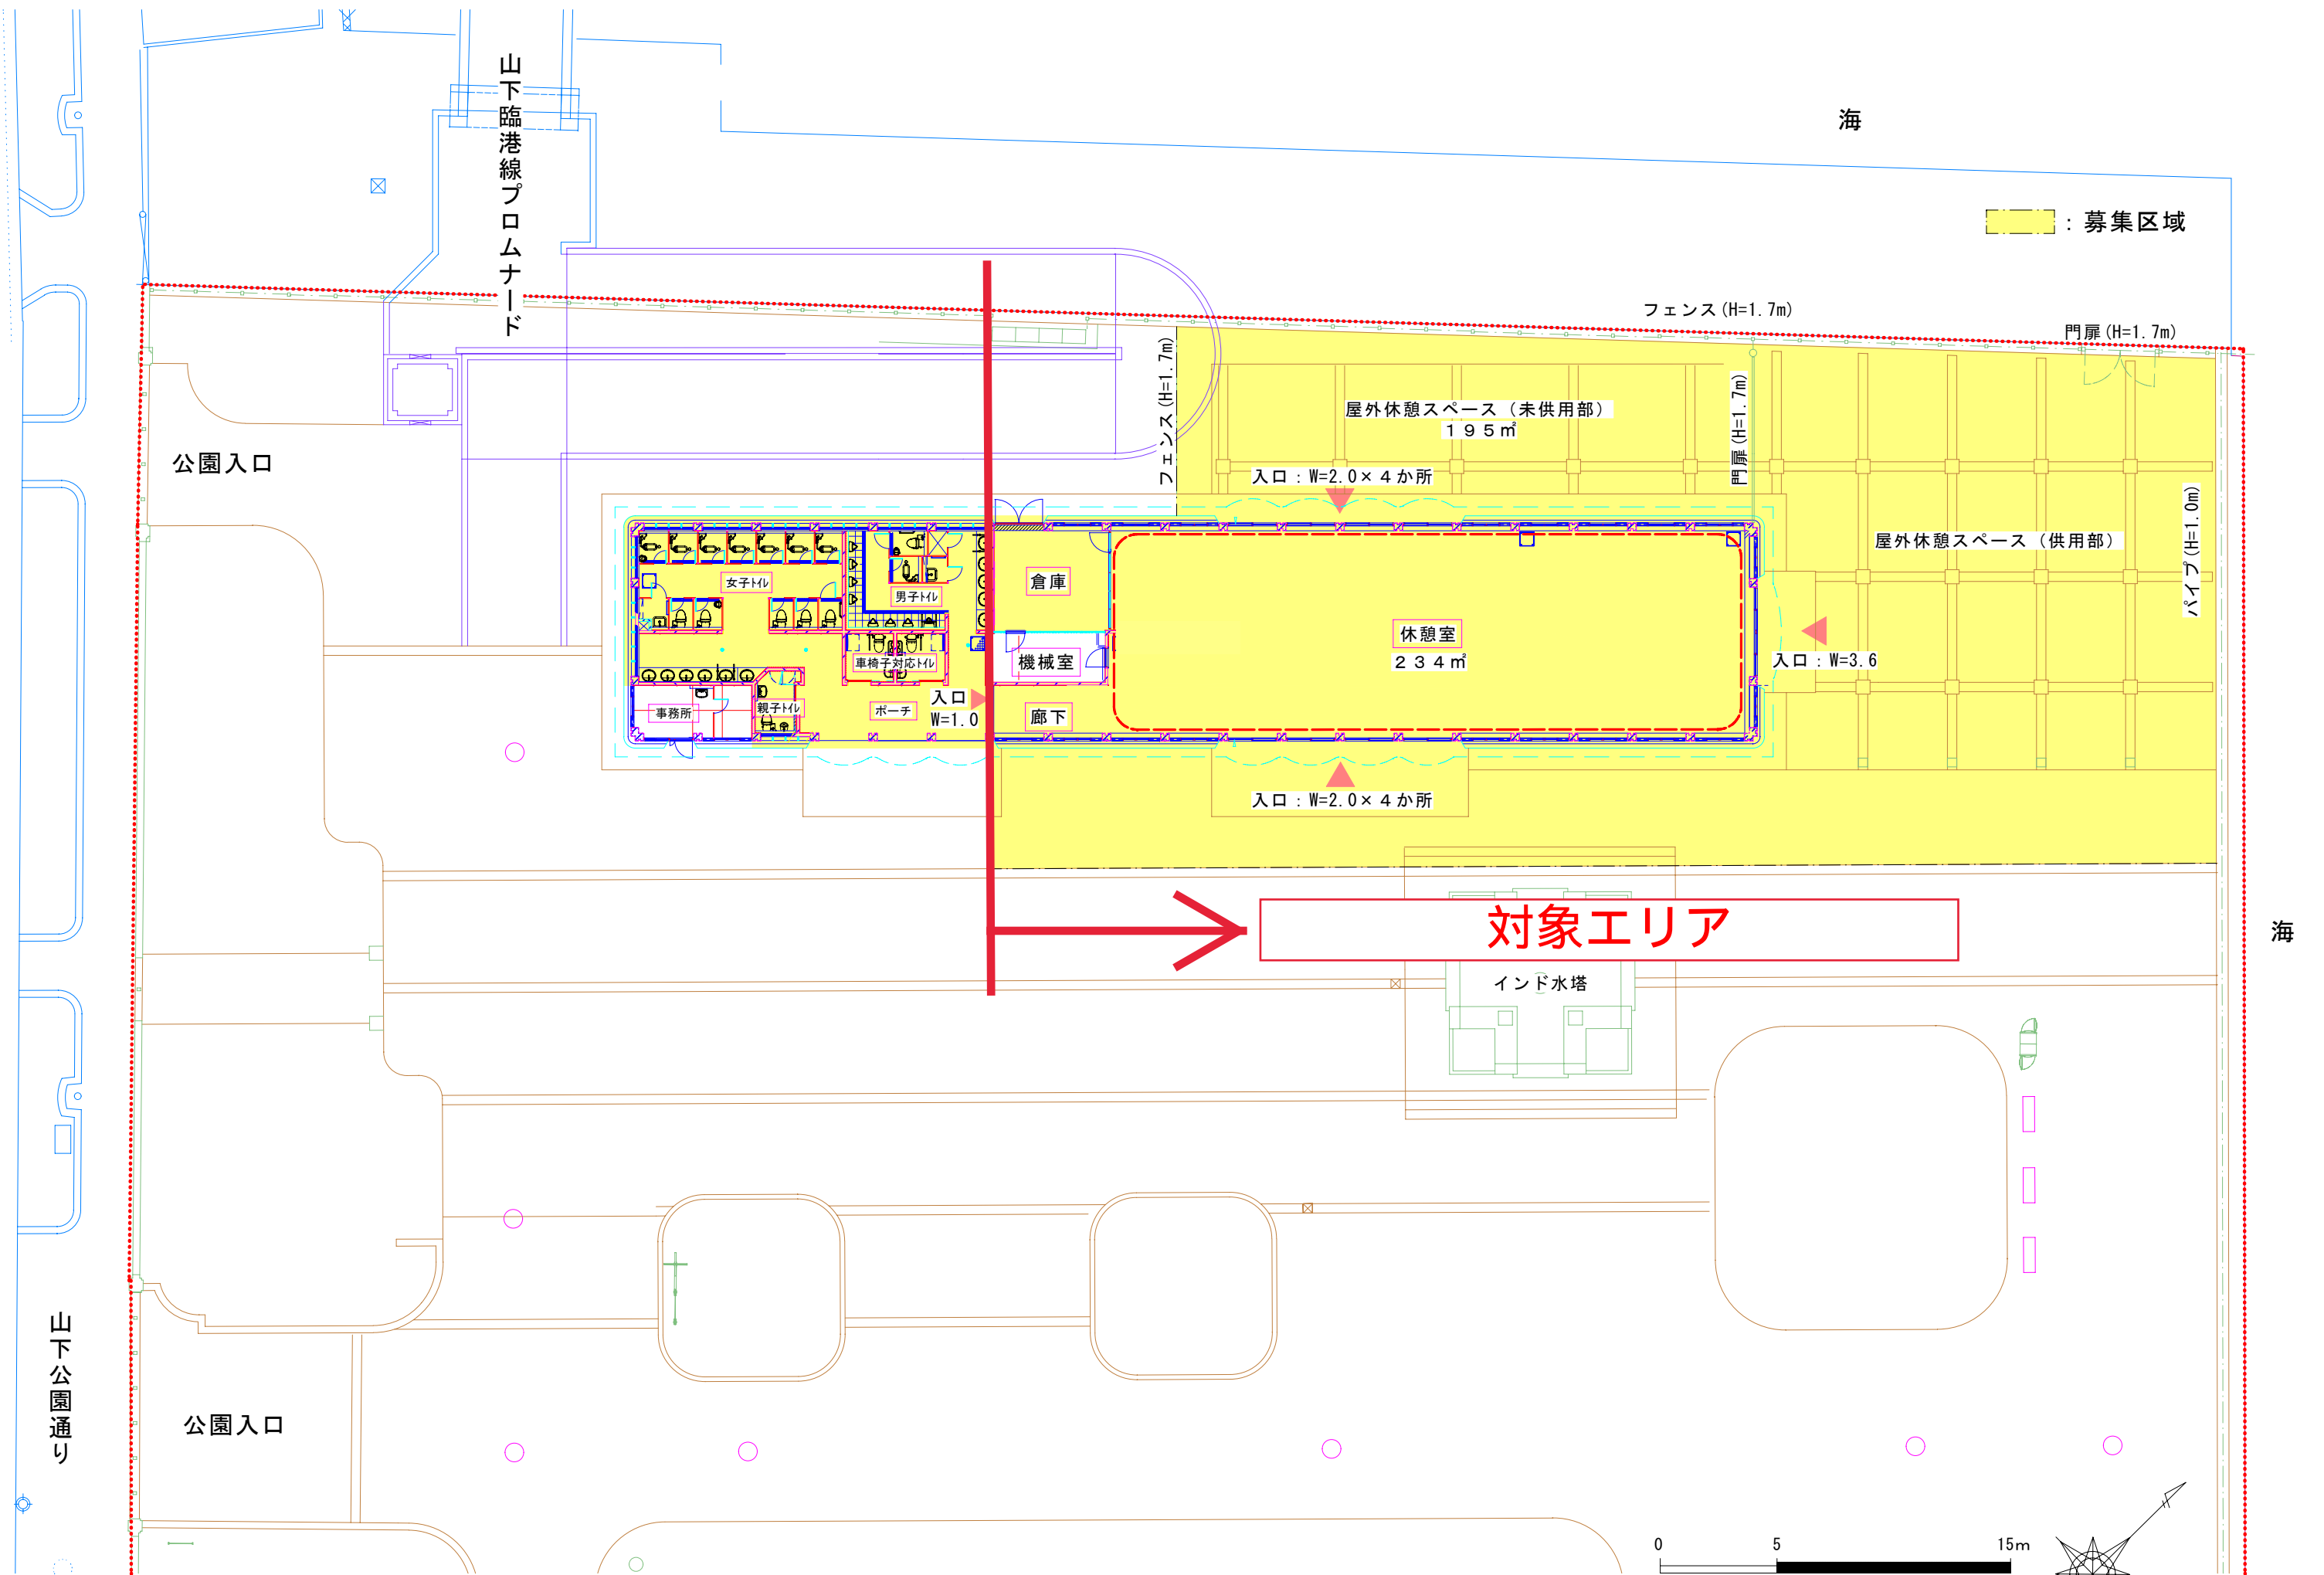 山下臨港線プロムナード
海
：募集区域
フェンス(H=1.7m)
門扉(H=1.7m)
フェンス(H=1.7m)
門扉(H=1.7m)
屋外休憩スペース（未供用部）
１９５㎡
公園入口
入口：W=2.0×４か所
パイプ(H=1.0m)
屋外休憩スペース（供用部）
女子ﾄｲﾚ
男子ﾄｲﾚ
倉庫
休憩室
２３４㎡
車椅子対応ﾄｲﾚ
機械室
入口：W=3.6
事務所
親子ﾄｲﾚ
ポーチ
入口
W=1.0
廊下
入口：W=2.0×４か所
対象エリア
海
インド水塔
山下公園通り
公園入口
0
5
15m